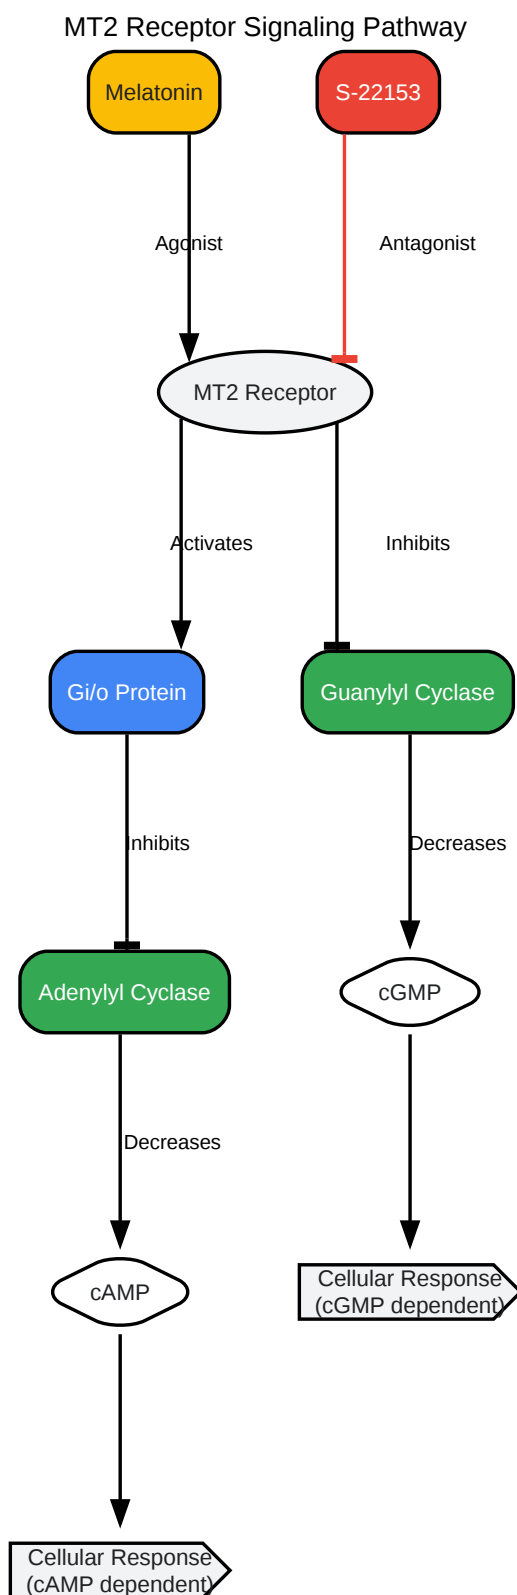 MT2 Receptor Signaling Pathway
Melatonin
S-22153
Agonist
Antagonist
MT2 Receptor
Activates
Inhibits
Gi/o Protein
Guanylyl Cyclase
Inhibits
Decreases
Adenylyl Cyclase
cGMP
Decreases
cAMP
Cellular Response
(cGMP dependent)
Cellular Response
(cAMP dependent)